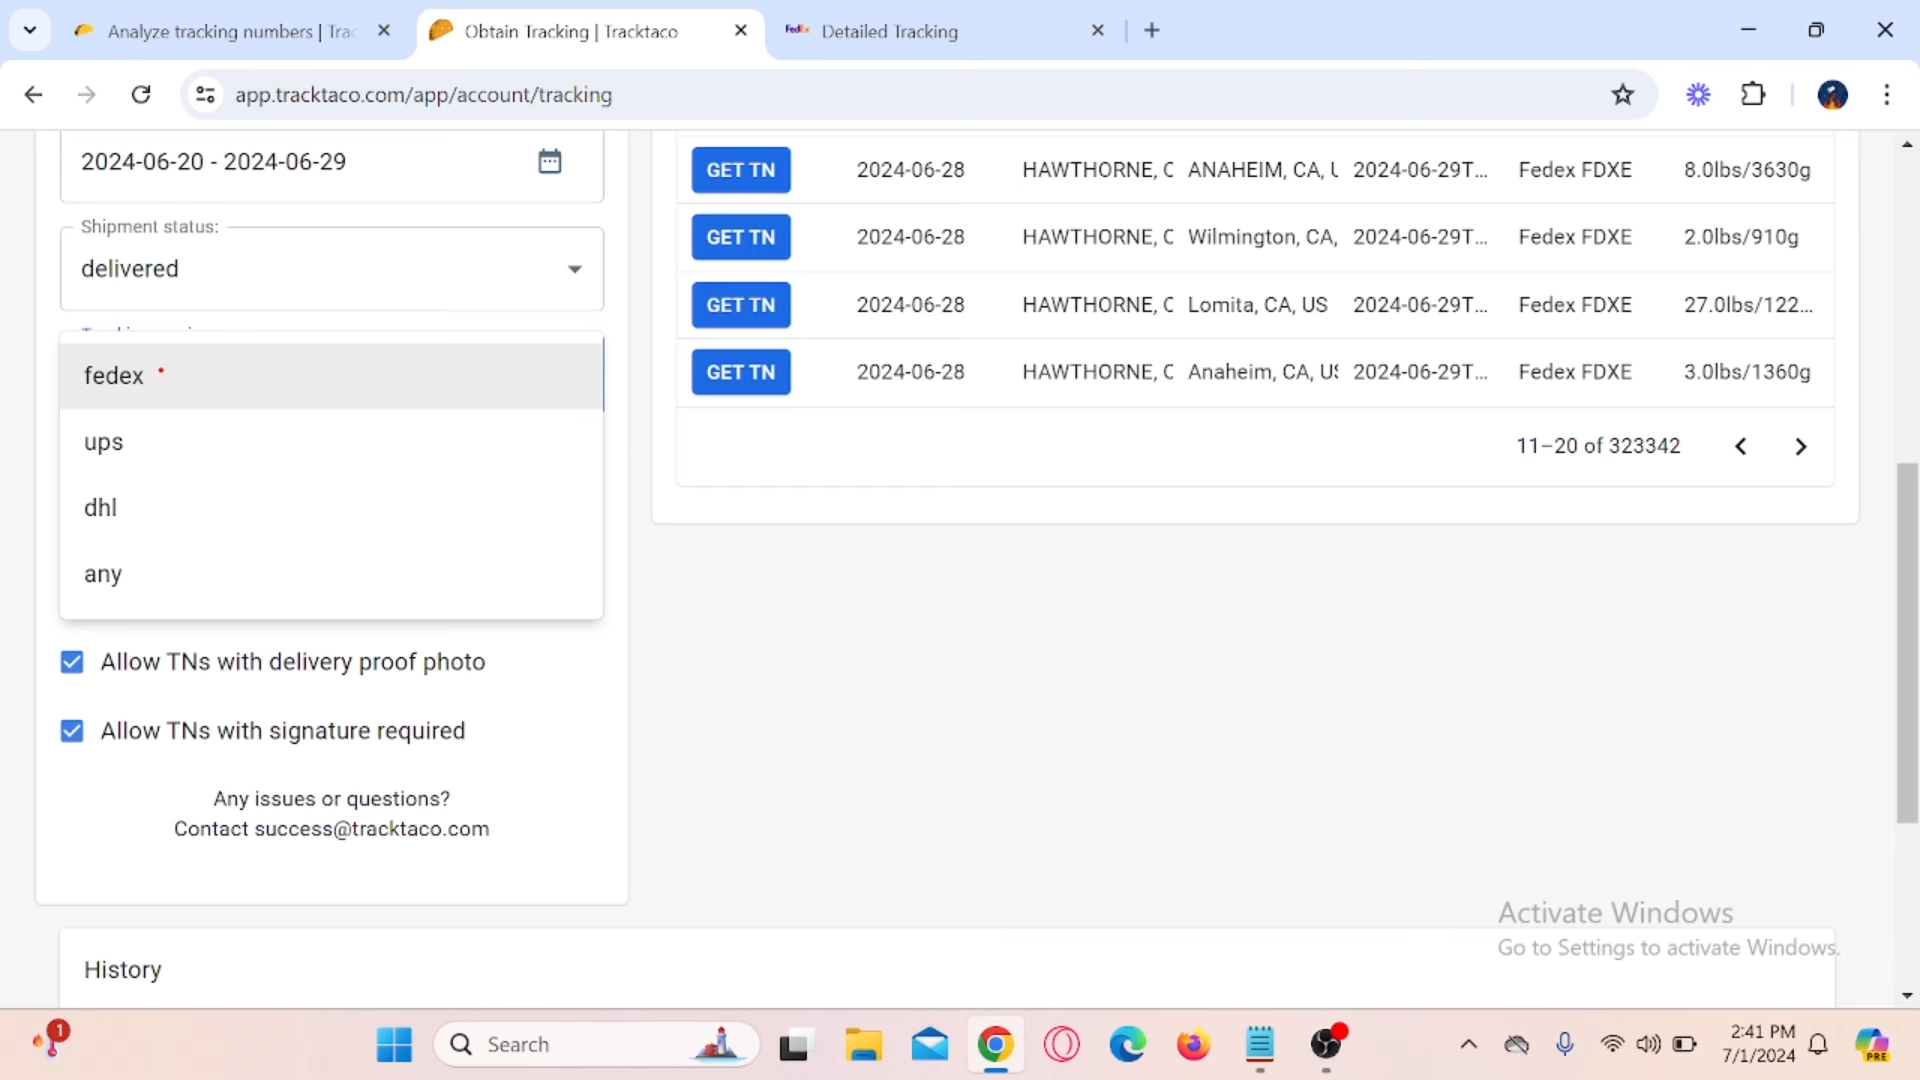 Analyze tracking numbers | Trac
Obtain Tracking | Tracktaco
FedEx Detailed Tracking
app.tracktaco.com/app/account/tracking
2024-06-20 - 2024-06-29
Shipment status:
delivered
fedex
ups
dhl
any
Allow TNs with delivery proof photo
Allow TNs with signature required
Any issues or questions?
Contact success@tracktaco.com
GET TN 2024-06-28 HAWTHORNE, C ANAHEIM, CA, U 2024-06-29T... Fedex FDXE 8.0lbs/3630g
GET TN 2024-06-28 HAWTHORNE, C Wilmington, CA, 2024-06-29T... Fedex FDXE 2.0lbs/910g
GET TN 2024-06-28 HAWTHORNE, C Lomita, CA, US 2024-06-29T... Fedex FDXE 27.0lbs/122...
GET TN 2024-06-28 HAWTHORNE, C Anaheim, CA, US 2024-06-29T... Fedex FDXE 3.0lbs/1360g
11–20 of 323342
History
Activate Windows
Go to Settings to activate Windows.
1
Search
2:41 PM
7/1/2024
PRE